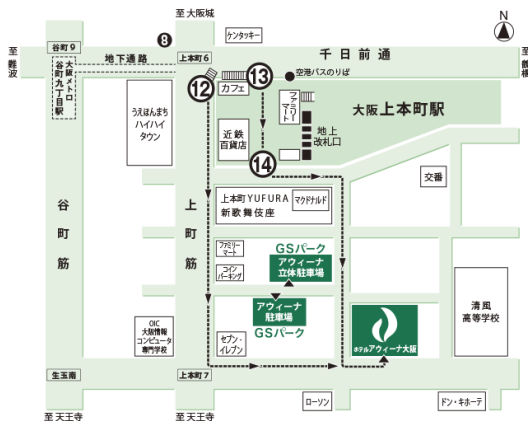 至 大阪城
N
❽
ケンタッキー
至 難波
谷町9
地下通路
上本町6
千日前通
至 鶴橋
大阪メトロ
谷町九丁目駅
⑫
⑬
カフェ
空港バスのりば
うえほんまち
ハイハイ
タウン
近鉄
百貨店
ファミリー
マート
地上
改札口
大阪上本町駅
⑭
交番
谷町筋
上町筋
上本町YUFURA
新歌舞伎座
マクドナルド
ファミリー
マート
コイン
パーキング
GSパーク
アウィーナ
立体駐車場
アウィーナ
駐車場
GSパーク
OIC
大阪情報
コンピュータ
専門学校
セブン-
イレブン
ホテル アウィーナ大阪
清風
高等学校
生玉南
上本町7
ローソン
ドン・キホーテ
至 天王寺
至 天王寺